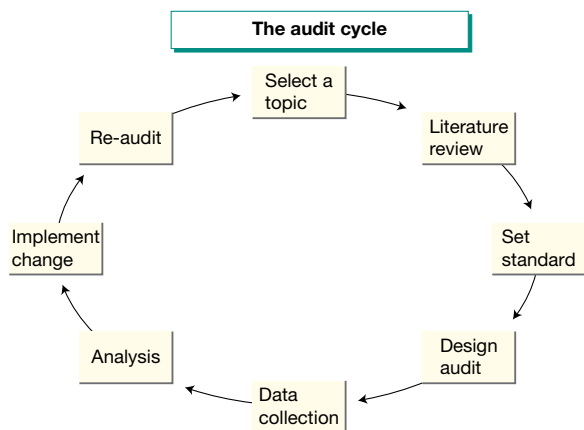 The audit cycle
Select a
topic
Literature
review
Set
standard
Design
audit
Data
collection
Analysis
Implement
change
Re-audit